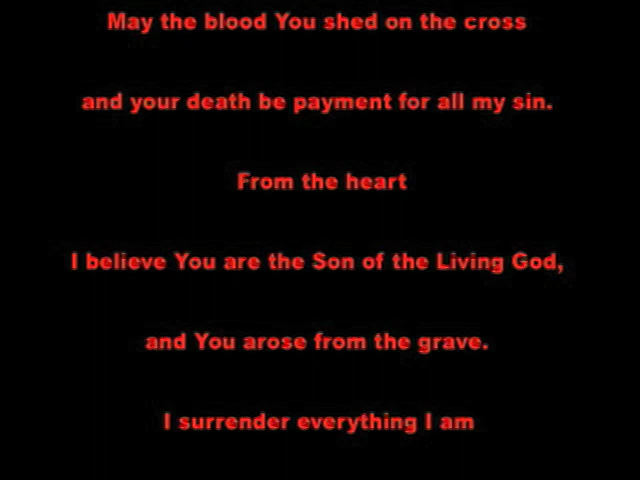 May the blood You shed on the cross
and your death be payment for all my sin.
From the heart
I believe You are the Son of the Living God,
and You arose from the grave.
I surrender everything I am